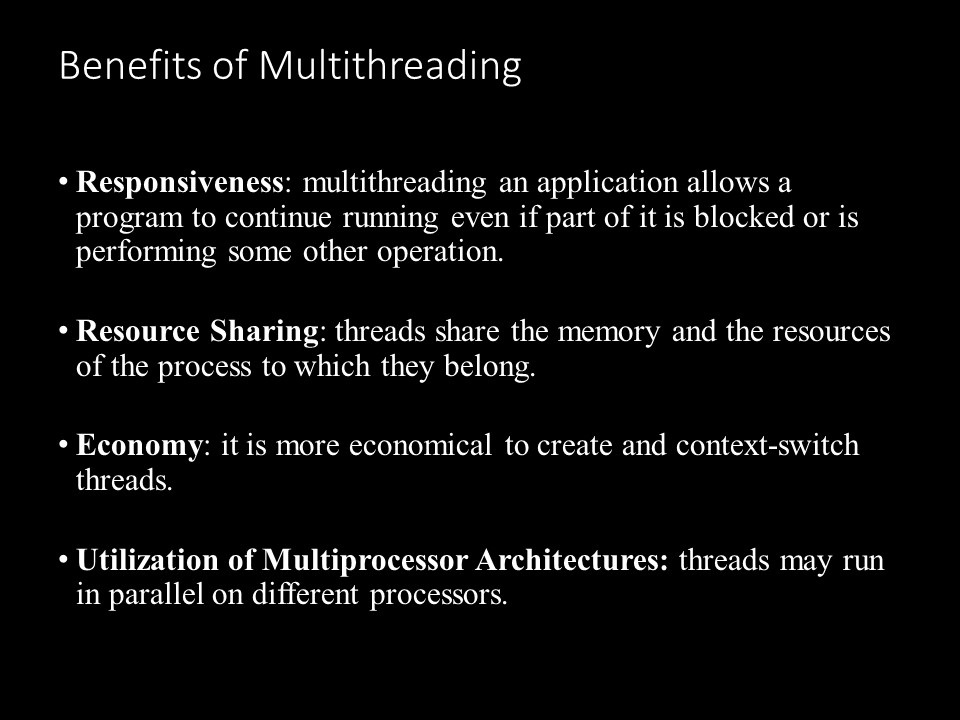 Benefits of Multithreading
• Responsiveness: multithreading an application allows a
program to continue running even if part of it is blocked or is
performing some other operation.
• Resource Sharing: threads share the memory and the resources
of the process to which they belong.
• Economy: it is more economical to create and context-switch
threads.
• Utilization of Multiprocessor Architectures: threads may run
in parallel on different processors.